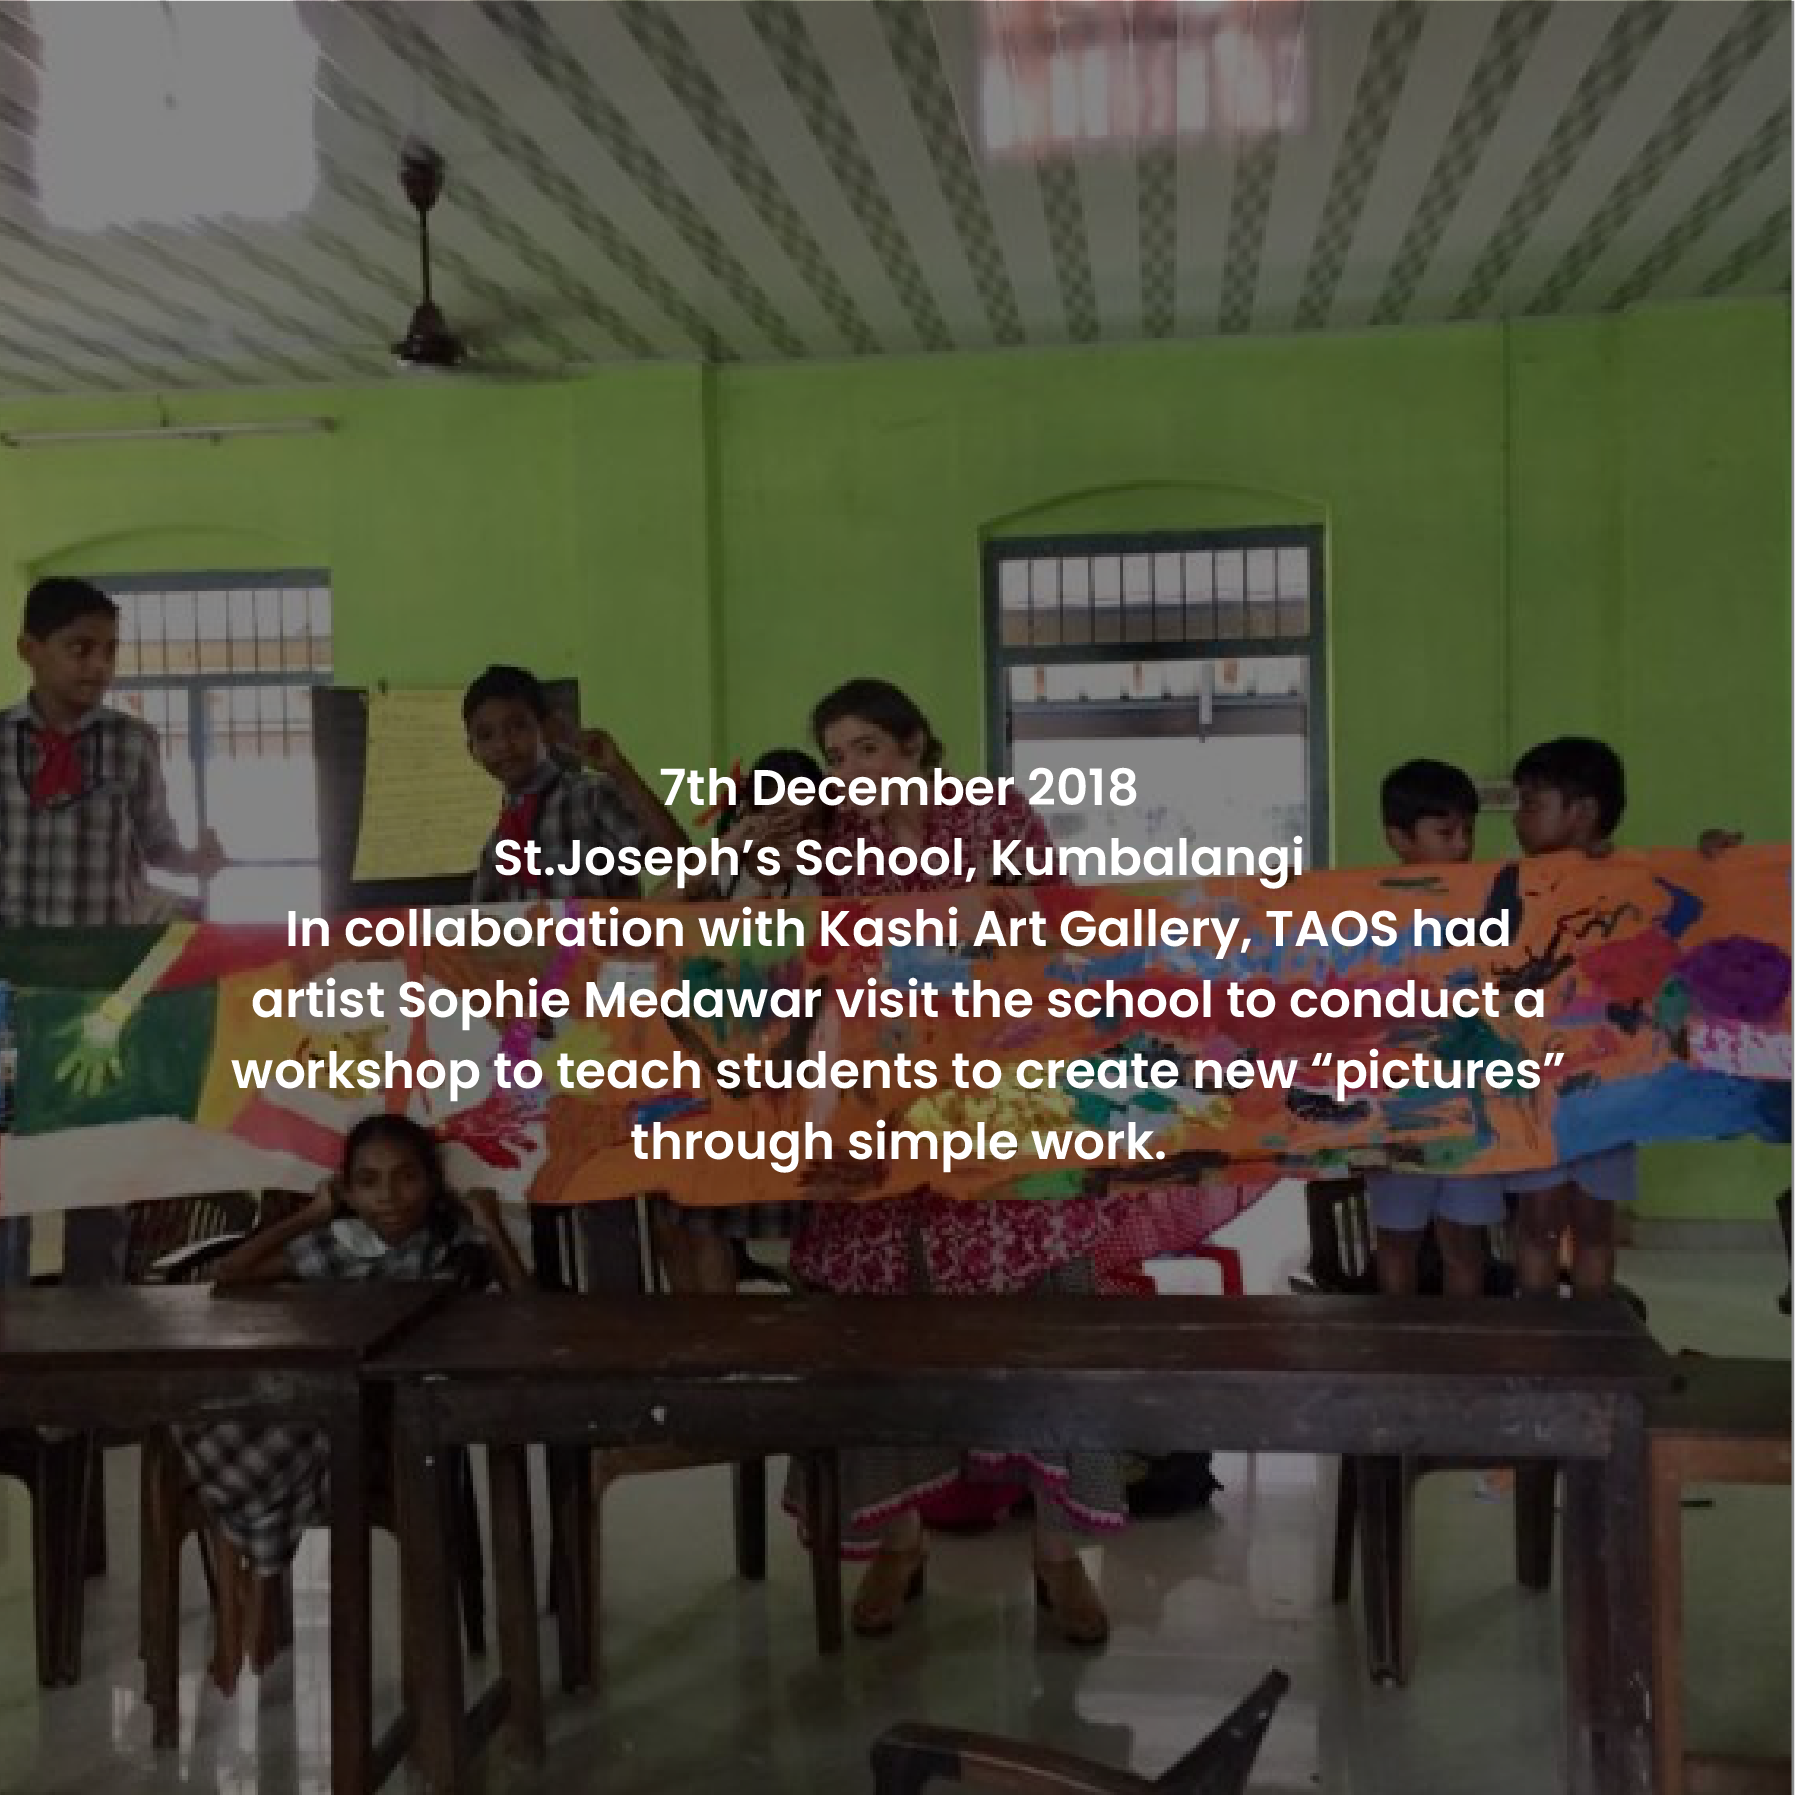 7th December 2018
St.Joseph’s School, Kumbalangi
In collaboration with Kashi Art Gallery, TAOS had
artist Sophie Medawar visit the school to conduct a
workshop to teach students to create new “pictures”
through simple work.